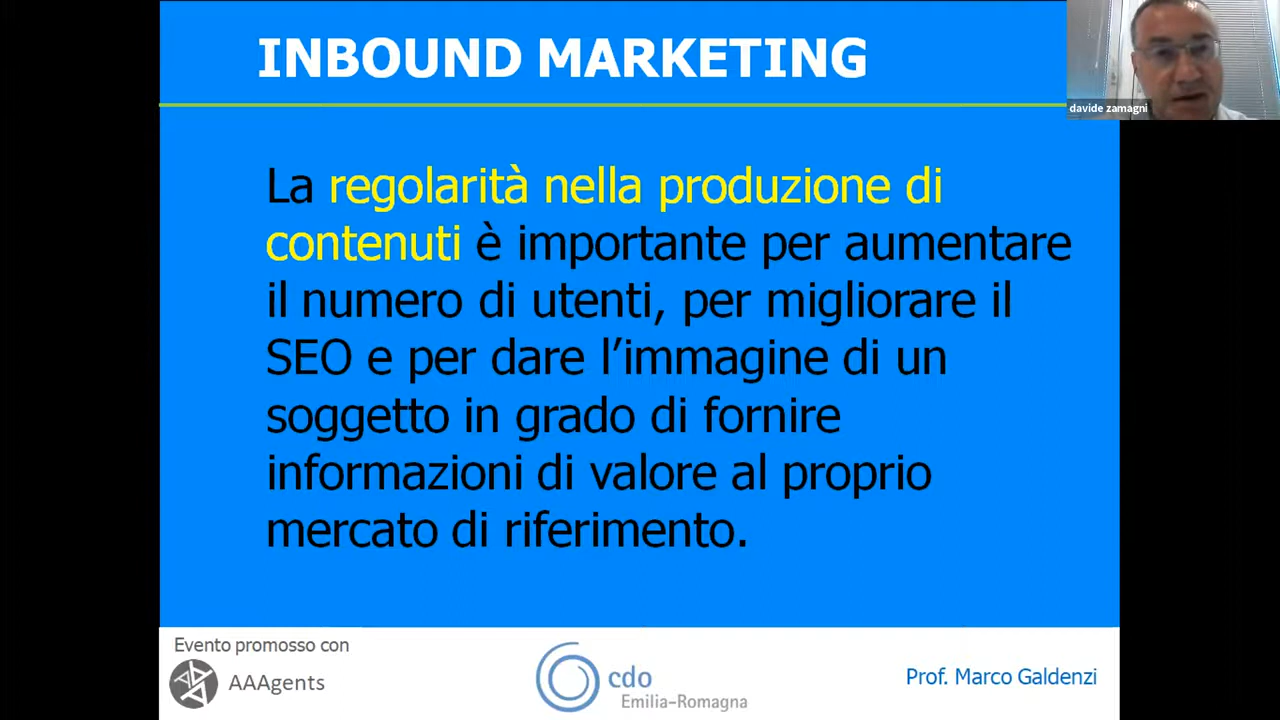 INBOUND MARKETING
davide zamagni
La regolarità nella produzione di
contenuti è importante per aumentare
il numero di utenti, per migliorare il
SEO e per dare l’immagine di un
soggetto in grado di fornire
informazioni di valore al proprio
mercato di riferimento.
Evento promosso con
AAAgents
cdo
Emilia-Romagna
Prof. Marco Galdenzi